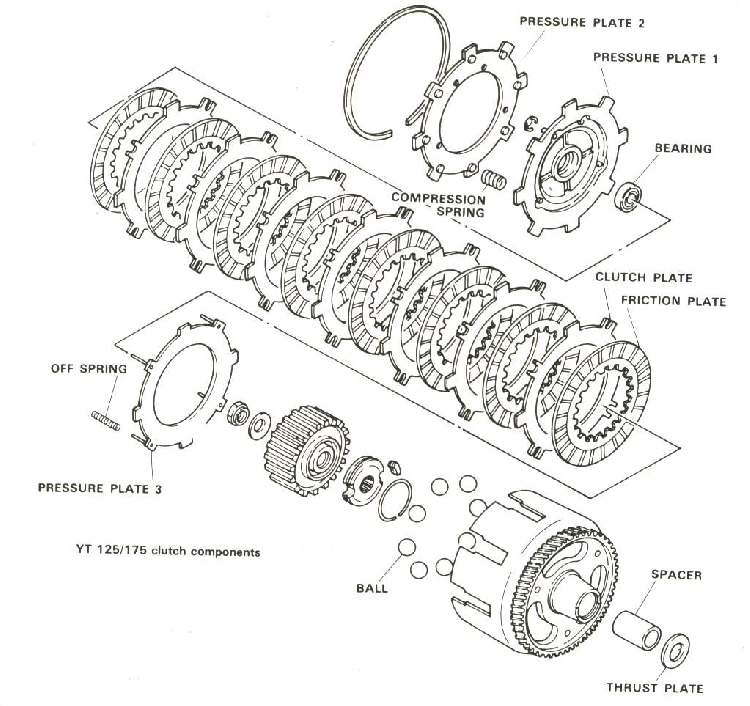 PRESSURE PLATE 2
PRESSURE PLATE 1
BEARING
COMPRESSION
SPRING
CLUTCH PLATE
FRICTION PLATE
OFF SPRING
PRESSURE PLATE 3
YT 125/175 clutch components
BALL
SPACER
THRUST PLATE